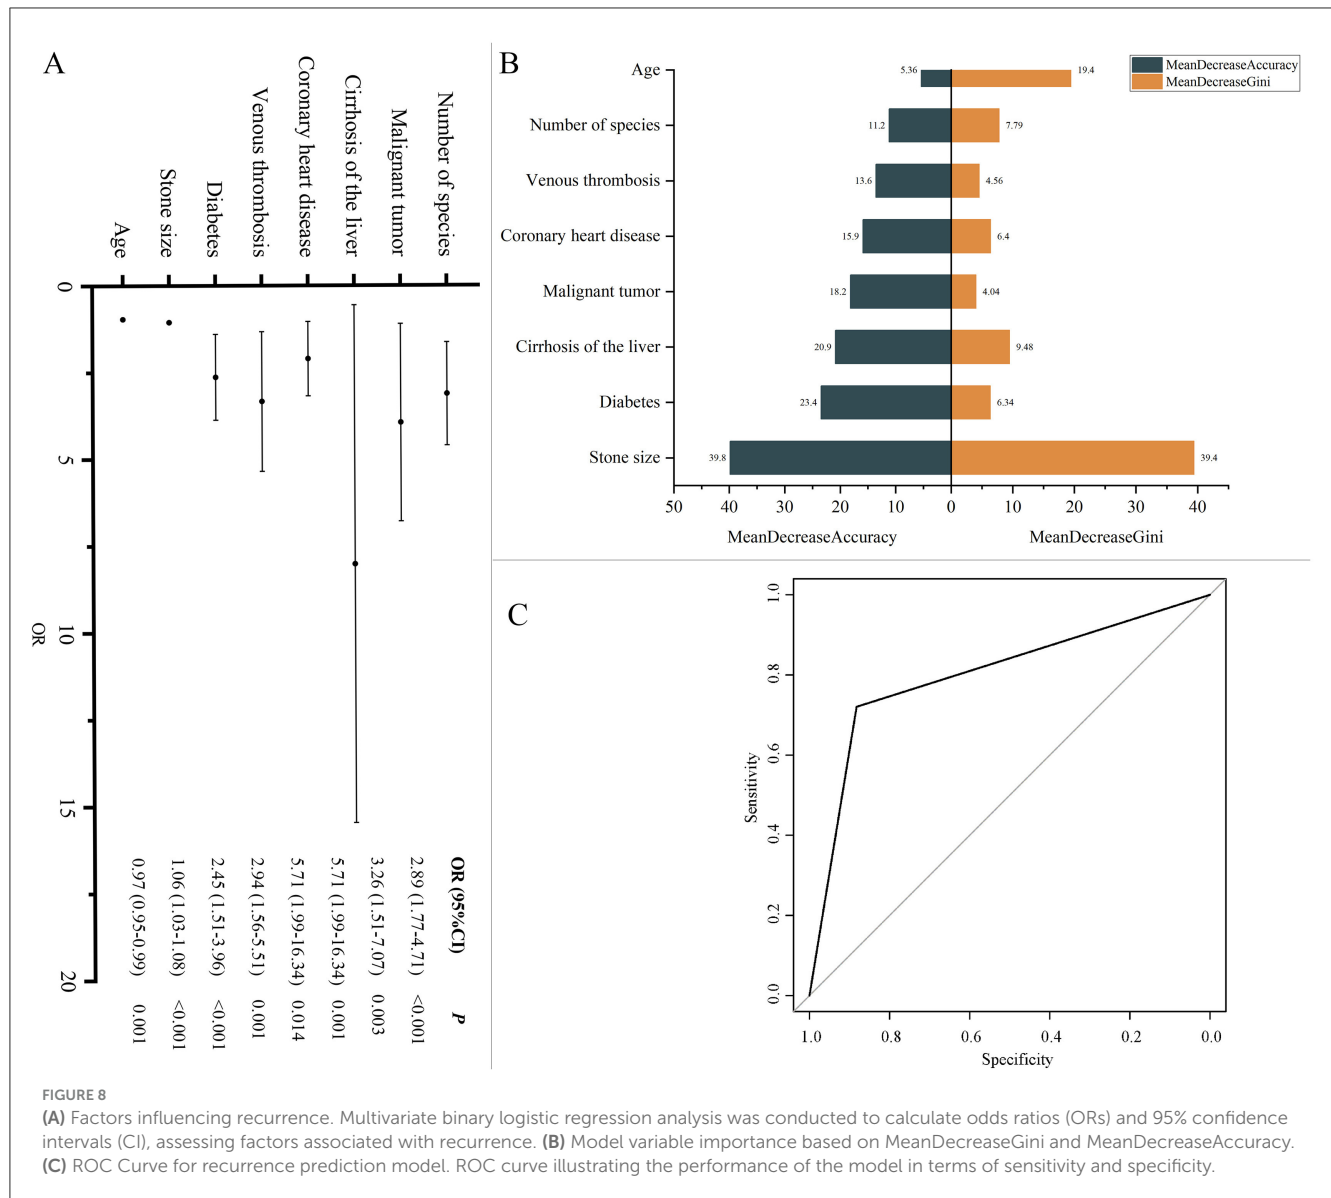 A
Number of species
Malignant tumor
Cirrhosis of the liver
Coronary heart disease
Venous thrombosis
Diabetes
Stone size
Age
0
5
10
15
20
OR
OR (95%CI) P
2.89 (1.77-4.71) <0.001
3.26 (1.51-7.07) 0.003
5.71 (1.99-16.34) 0.001
5.71 (1.99-16.34) 0.014
2.94 (1.56-5.51) 0.001
2.45 (1.51-3.96) <0.001
1.06 (1.03-1.08) <0.001
0.97 (0.95-0.99) 0.001
B
MeanDecreaseAccuracy
MeanDecreaseGini
Age 5.36 19.4
Number of species 11.2 7.79
Venous thrombosis 13.6 4.56
Coronary heart disease 15.9 6.4
Malignant tumor 18.2 4.04
Cirrhosis of the liver 20.9 9.48
Diabetes 23.4 6.34
Stone size 39.8 39.4
50 40 30 20 10 0 10 20 30 40
MeanDecreaseAccuracy MeanDecreaseGini
C
1.0
0.8
0.6
0.4
0.2
0.0
Sensitivity
1.0 0.8 0.6 0.4 0.2 0.0
Specificity
FIGURE 8
(A) Factors influencing recurrence. Multivariate binary logistic regression analysis was conducted to calculate odds ratios (ORs) and 95% confidence
intervals (CI), assessing factors associated with recurrence. (B) Model variable importance based on MeanDecreaseGini and MeanDecreaseAccuracy.
(C) ROC Curve for recurrence prediction model. ROC curve illustrating the performance of the model in terms of sensitivity and specificity.